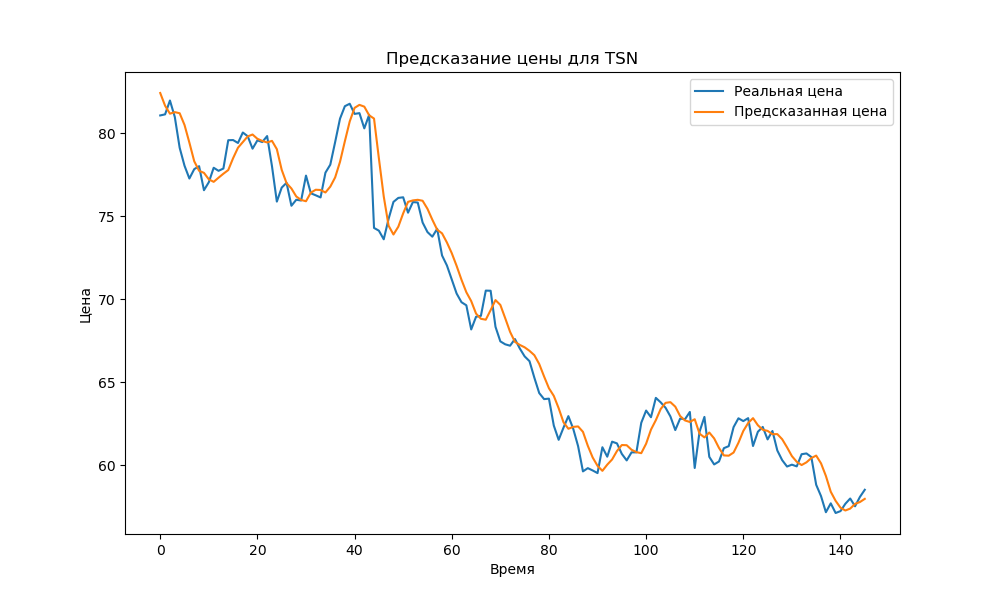 Предсказание цены для TSN
Реальная цена
Предсказанная цена
Цена
80
75
70
65
60
0 20 40 60 80 100 120 140
Время